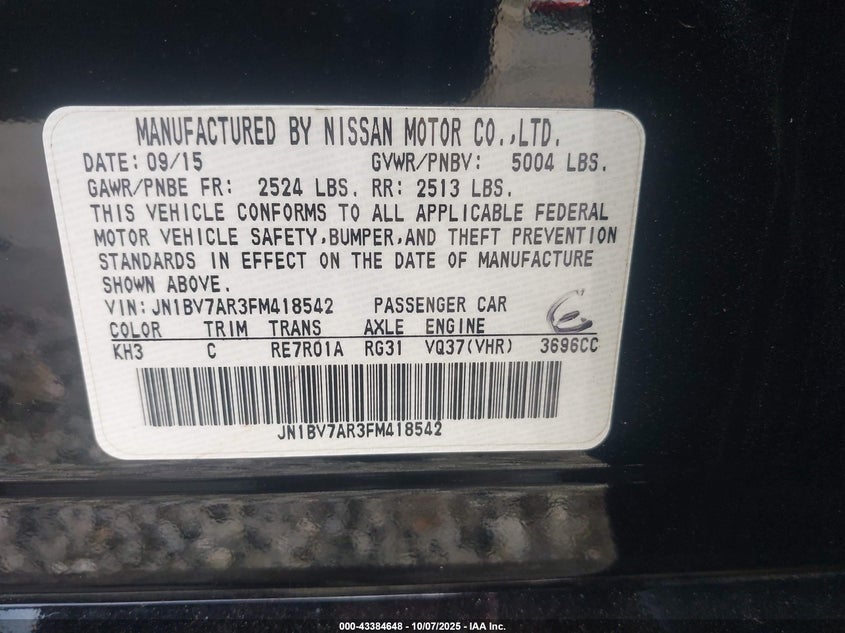 MANUFACTURED BY NISSAN MOTOR CO.,LTD.
DATE: 09/15 GVWR/PNBV: 5004 LBS.
GAWR/PNBE FR: 2524 LBS. RR: 2513 LBS.
THIS VEHICLE CONFORMS TO ALL APPLICABLE FEDERAL
MOTOR VEHICLE SAFETY,BUMPER,AND THEFT PREVENTION
STANDARDS IN EFFECT ON THE DATE OF MANUFACTURE
SHOWN ABOVE.
VIN:JN1BV7AR3FM418542 PASSENGER CAR
COLOR TRIM TRANS AXLE ENGINE
KH3 C RE7R01A RG31 VQ37(VHR) 3696CC
JN1BV7AR3FM418542
000-43384648 - 10/07/2025 - IAA Inc.